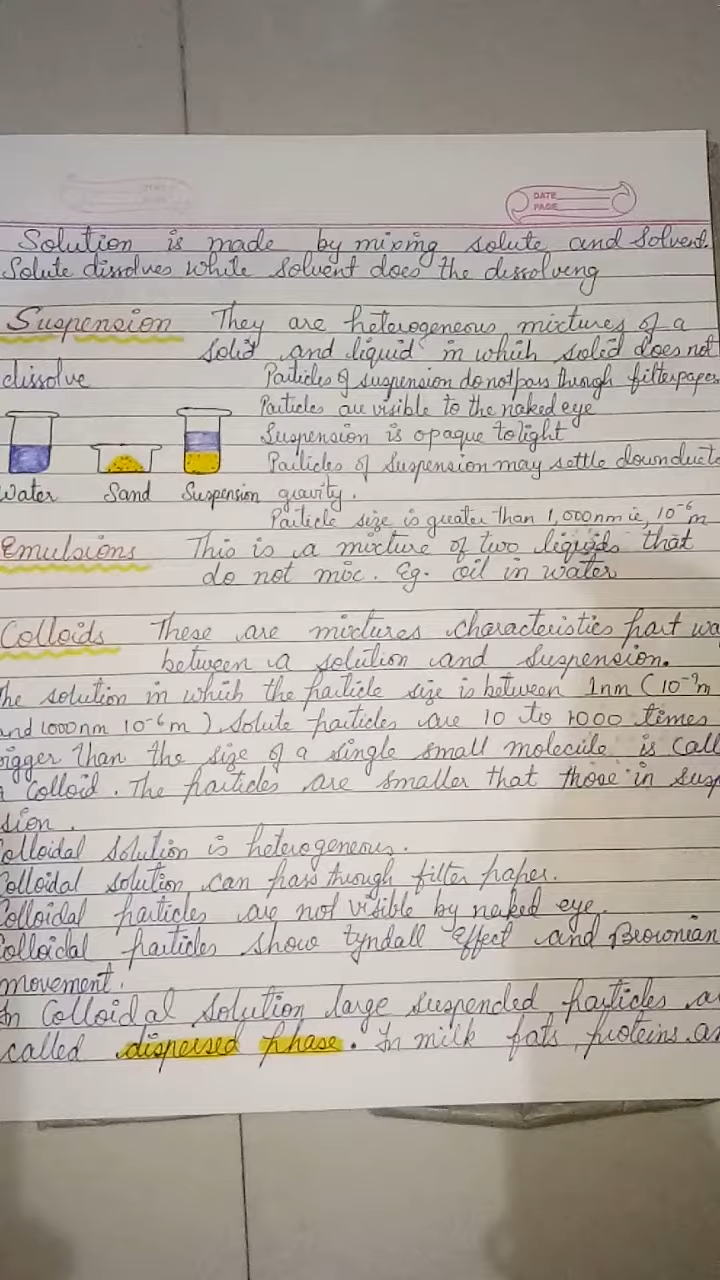 DATE
PAGE
Solution is made by mixing solute and Solvent.
Solute dissolves while Solvent does the dissolving
Suspension They are heterogeneous mixtures of a
solid and liquid in which solid does not
dissolve Particles of suspension do not pass through filter paper
Particles are visible to the naked eye
Suspension is opaque to light
Particles of Suspension may settle down due to
Water Sand Suspension gravity.
Particle size is greater than 1,000nm ie, 10⁻⁶m
Emulsions This is a mixture of two liquids that
do not mix. Eg. oil in water
Colloids These are mixtures characteristics part wa
between a solution and suspension.
he solution in which the particle size is between 1nm (10⁻⁹m
and 1000nm 10⁻⁶m). Solute particles are 10 to 1000 times
igger than the size of a single small molecule is call
a Colloid. The particles are smaller that those in susp
sion.
olloidal solution is heterogeneous.
olloidal solution can pass through filter paper.
olloidal particles are not visible by naked eye.
olloidal particles show tyndall effect and Brownian
movement.
In Colloidal solution large suspended particles a
called dispersed phase. In milk fats, proteins. a